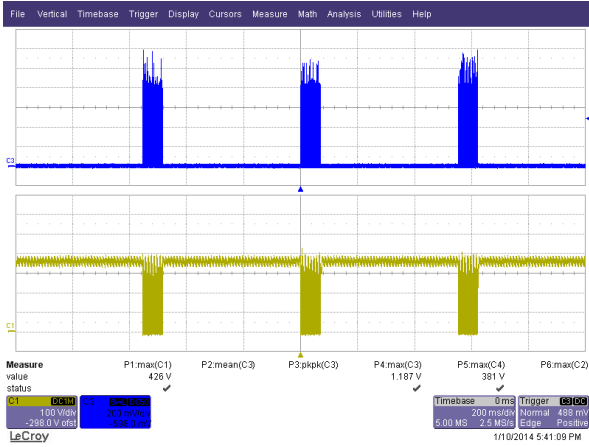 File Vertical Timebase Trigger Display Cursors Measure Math Analysis Utilities Help
C3
C1
Measure P1:max(C1) P2:mean(C3) P3:pkpk(C3) P4:max(C3) P5:max(C4) P6:max(C2)
value 426 V 1.187 V 381 V
status
C1 DC1M
100 V/div
-298.0 V ofst
200 mV/div
Timebase 0 ms
200 ms/div
5.00 MS 2.5 MS/s
Trigger C3 DC
Normal 488 mV
Edge Positive
LeCroy
1/10/2014 5:41:09 PM